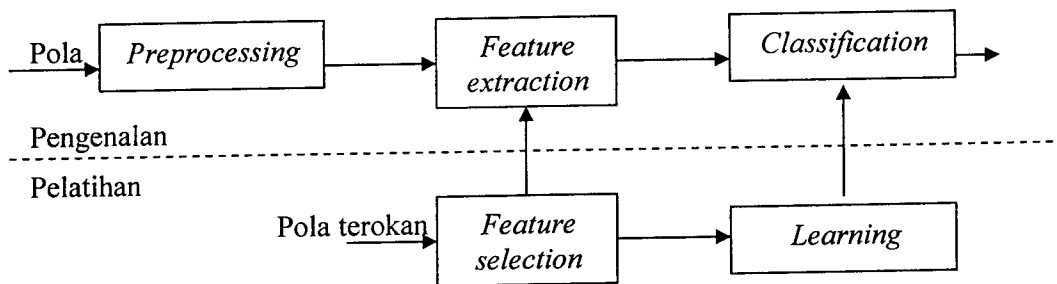 Pola
Preprocessing
Feature
extraction
Classification
Pengenalan
Pelatihan
Pola terokan
Feature
selection
Learning